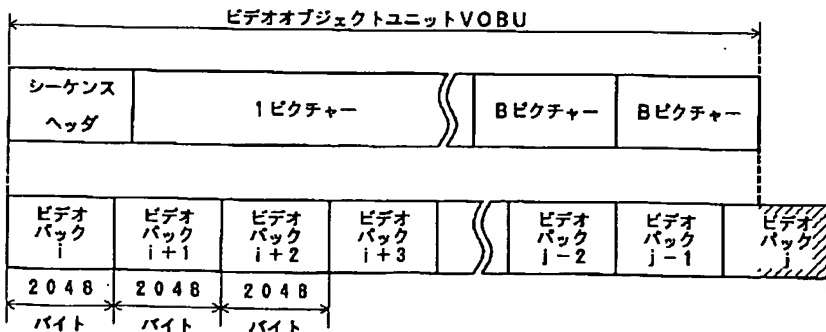 ビデオオブジェクトユニットVOBU
シーケンス
ヘッダ
1ピクチャー
Bピクチャー
Bピクチャー
ビデオ
パック
i
ビデオ
パック
i+1
ビデオ
パック
i+2
ビデオ
パック
i+3
ビデオ
パック
j-2
ビデオ
パック
j-1
ビデオ
パック
j
2048
バイト
2048
バイト
2048
バイト